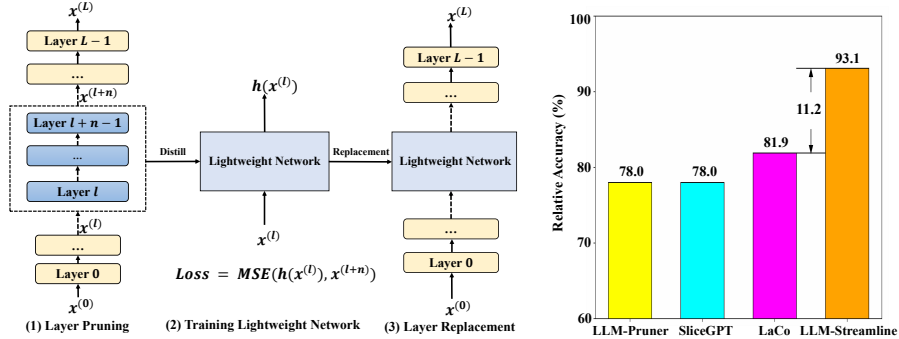 x^(L)
Layer L − 1
...
x^(l+n)
Layer l + n − 1
...
Layer l
x^(l)
...
Layer 0
x^(0)
(1) Layer Pruning
Distill
h(x^(l))
Lightweight Network
x^(l)
Loss = MSE(h(x^(l)), x^(l+n))
(2) Training Lightweight Network
Replacement
x^(L)
Layer L − 1
...
Lightweight Network
...
Layer 0
x^(0)
(3) Layer Replacement
Relative Accuracy (%)
100
90
80
70
60
78.0
78.0
81.9
93.1
11.2
LLM-Pruner
SliceGPT
LaCo
LLM-Streamline